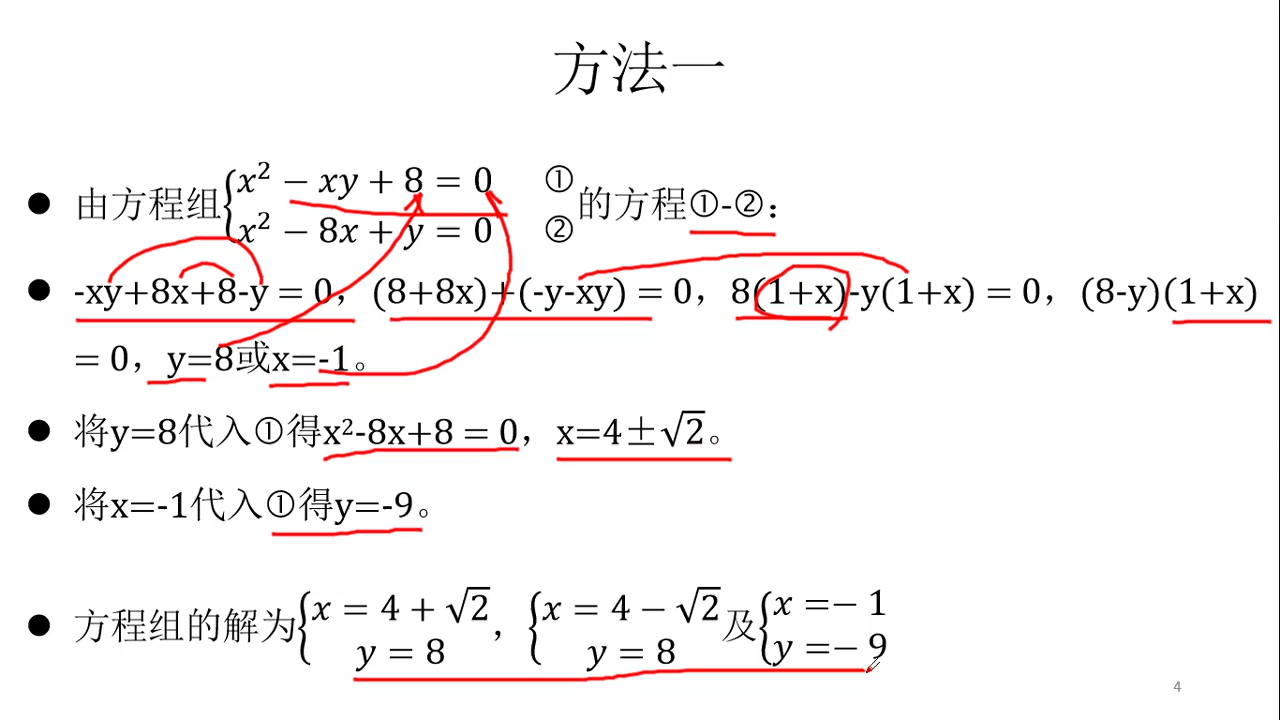 方法一
● 由方程组{x² − xy + 8 = 0 ① 的方程①-②:
x² − 8x + y = 0 ②
● -xy+8x+8-y = 0, (8+8x)+(-y-xy) = 0, 8(1+x)-y(1+x) = 0, (8-y)(1+x)
= 0, y=8或x=-1。
● 将y=8代入①得x²-8x+8 = 0, x=4±√2。
● 将x=-1代入①得y=-9。
● 方程组的解为{x = 4 + √2, {x = 4 − √2 及{x =− 1
y = 8 y = 8 y =− 9
4